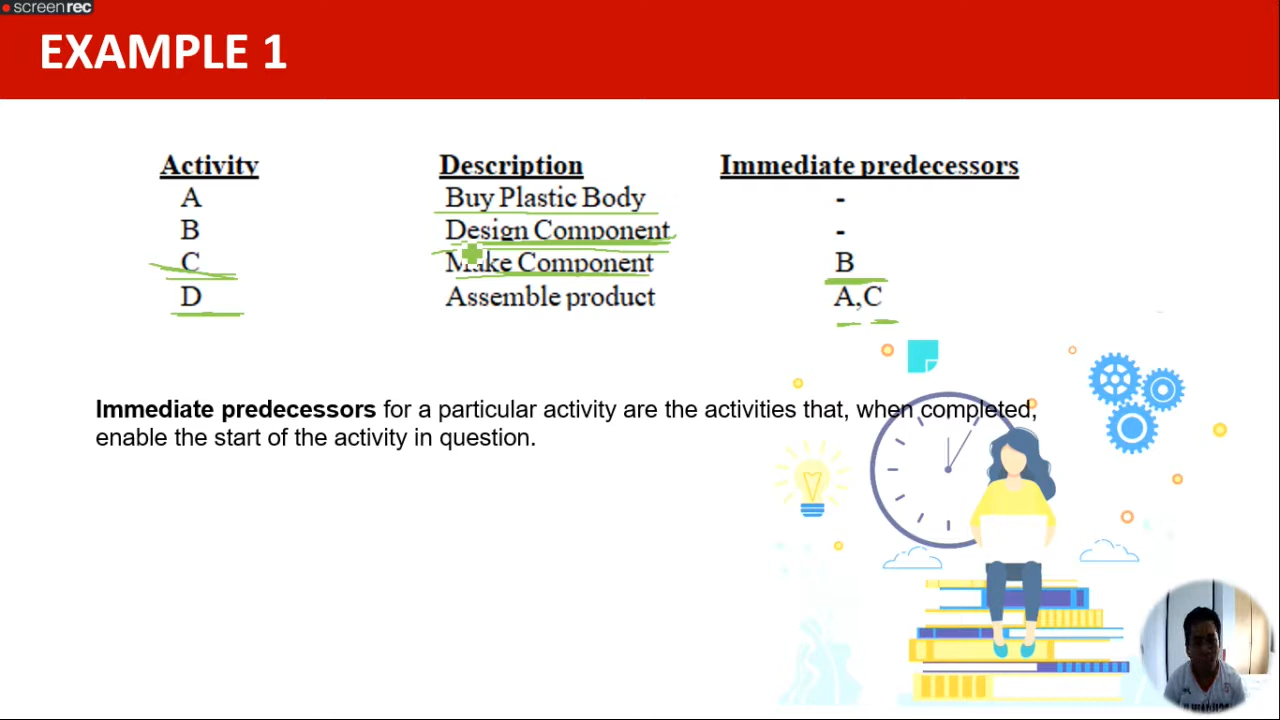 screenrec
EXAMPLE 1
Activity Description Immediate predecessors
A Buy Plastic Body -
B Design Component -
C Make Component B
D Assemble product A,C
Immediate predecessors for a particular activity are the activities that, when completed,
enable the start of the activity in question.